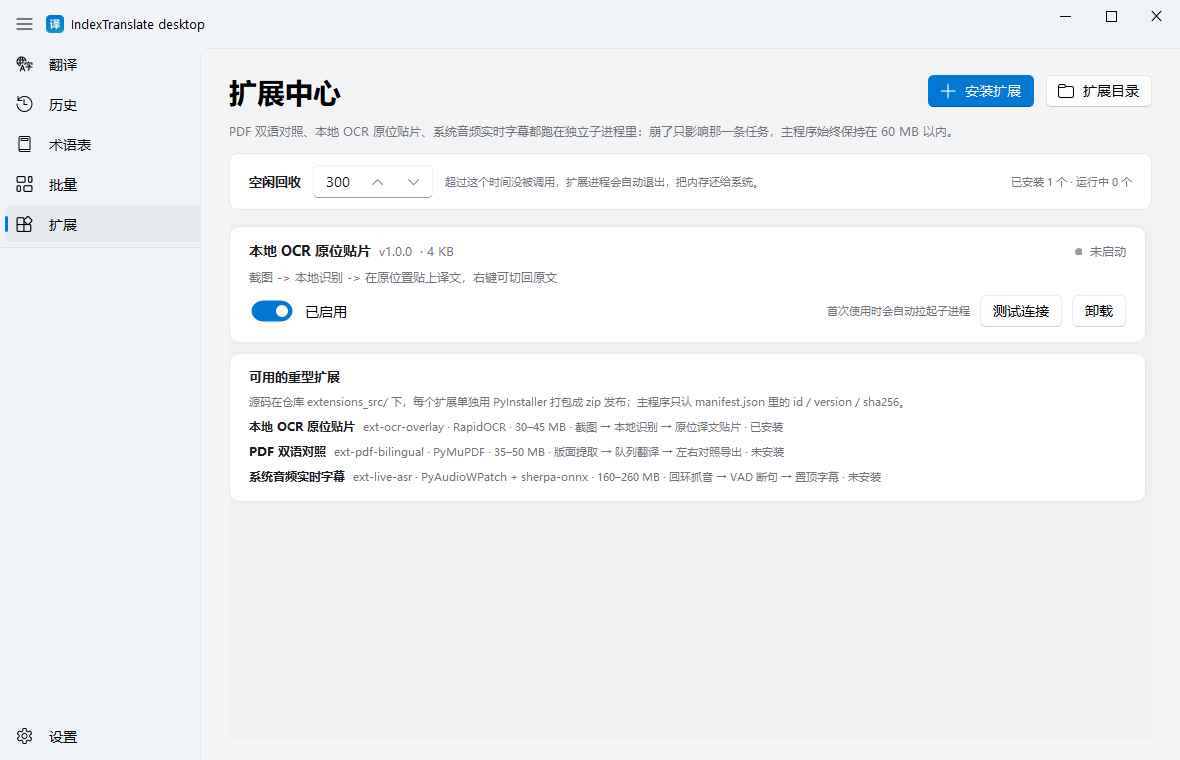 译 IndexTranslate desktop
翻译
历史
术语表
批量
扩展
设置
扩展中心
安装扩展
扩展目录
PDF 双语对照、本地 OCR 原位贴片、系统音频实时字幕都跑在独立子进程里：崩了只影响那一条任务，主程序始终保持在 60 MB 以内。
空闲回收 300 超过这个时间没被调用，扩展进程会自动退出，把内存还给系统。 已安装 1 个 · 运行中 0 个
本地 OCR 原位贴片 v1.0.0 · 4 KB 未启动
截图 -> 本地识别 -> 在原位置贴上译文，右键可切回原文
已启用 首次使用时会自动拉起子进程 测试连接 卸载
可用的重型扩展
源码在仓库 extensions_src/ 下，每个扩展单独用 PyInstaller 打包成 zip 发布；主程序只认 manifest.json 里的 id / version / sha256。
本地 OCR 原位贴片 ext-ocr-overlay · RapidOCR · 30–45 MB · 截图 → 本地识别 → 原位译文贴片 · 已安装
PDF 双语对照 ext-pdf-bilingual · PyMuPDF · 35–50 MB · 版面提取 → 队列翻译 → 左右对照导出 · 未安装
系统音频实时字幕 ext-live-asr · PyAudioWPatch + sherpa-onnx · 160–260 MB · 回环抓音 → VAD 断句 → 置顶字幕 · 未安装